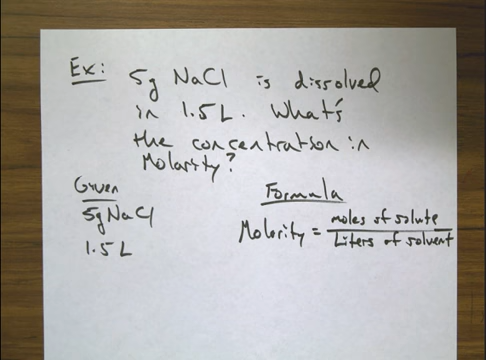 Ex: 5g NaCl is dissolved
in 1.5L. What's
the concentration in
Molarity?
Given
5g NaCl
1.5 L
Formula
Molarity = moles of solute
Liters of solvent